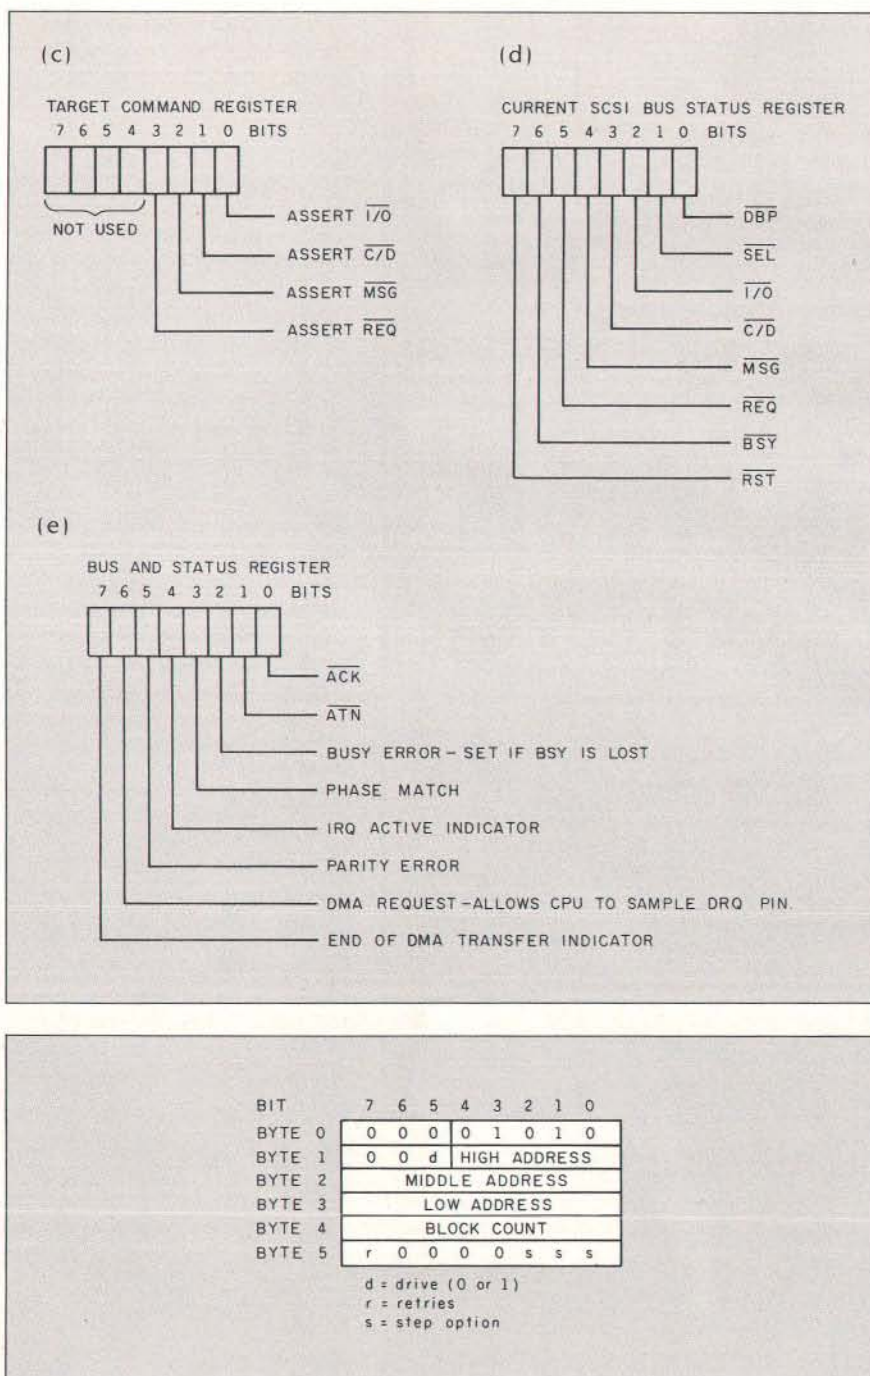 (c)
TARGET COMMAND REGISTER
7 6 5 4 3 2 1 0 BITS
NOT USED
ASSERT I/O
ASSERT C/D
ASSERT MSG
ASSERT REQ
(d)
CURRENT SCSI BUS STATUS REGISTER
7 6 5 4 3 2 1 0 BITS
DBP
SEL
I/O
C/D
MSG
REQ
BSY
RST
(e)
BUS AND STATUS REGISTER
7 6 5 4 3 2 1 0 BITS
ACK
ATN
BUSY ERROR – SET IF BSY IS LOST
PHASE MATCH
IRQ ACTIVE INDICATOR
PARITY ERROR
DMA REQUEST – ALLOWS CPU TO SAMPLE DRQ PIN.
END OF DMA TRANSFER INDICATOR
BIT 7 6 5 4 3 2 1 0
BYTE 0 0 0 0 0 1 0 1 0
BYTE 1 0 0 d HIGH ADDRESS
BYTE 2 MIDDLE ADDRESS
BYTE 3 LOW ADDRESS
BYTE 4 BLOCK COUNT
BYTE 5 r 0 0 0 0 s s s
d = drive (0 or 1)
r = retries
s = step option